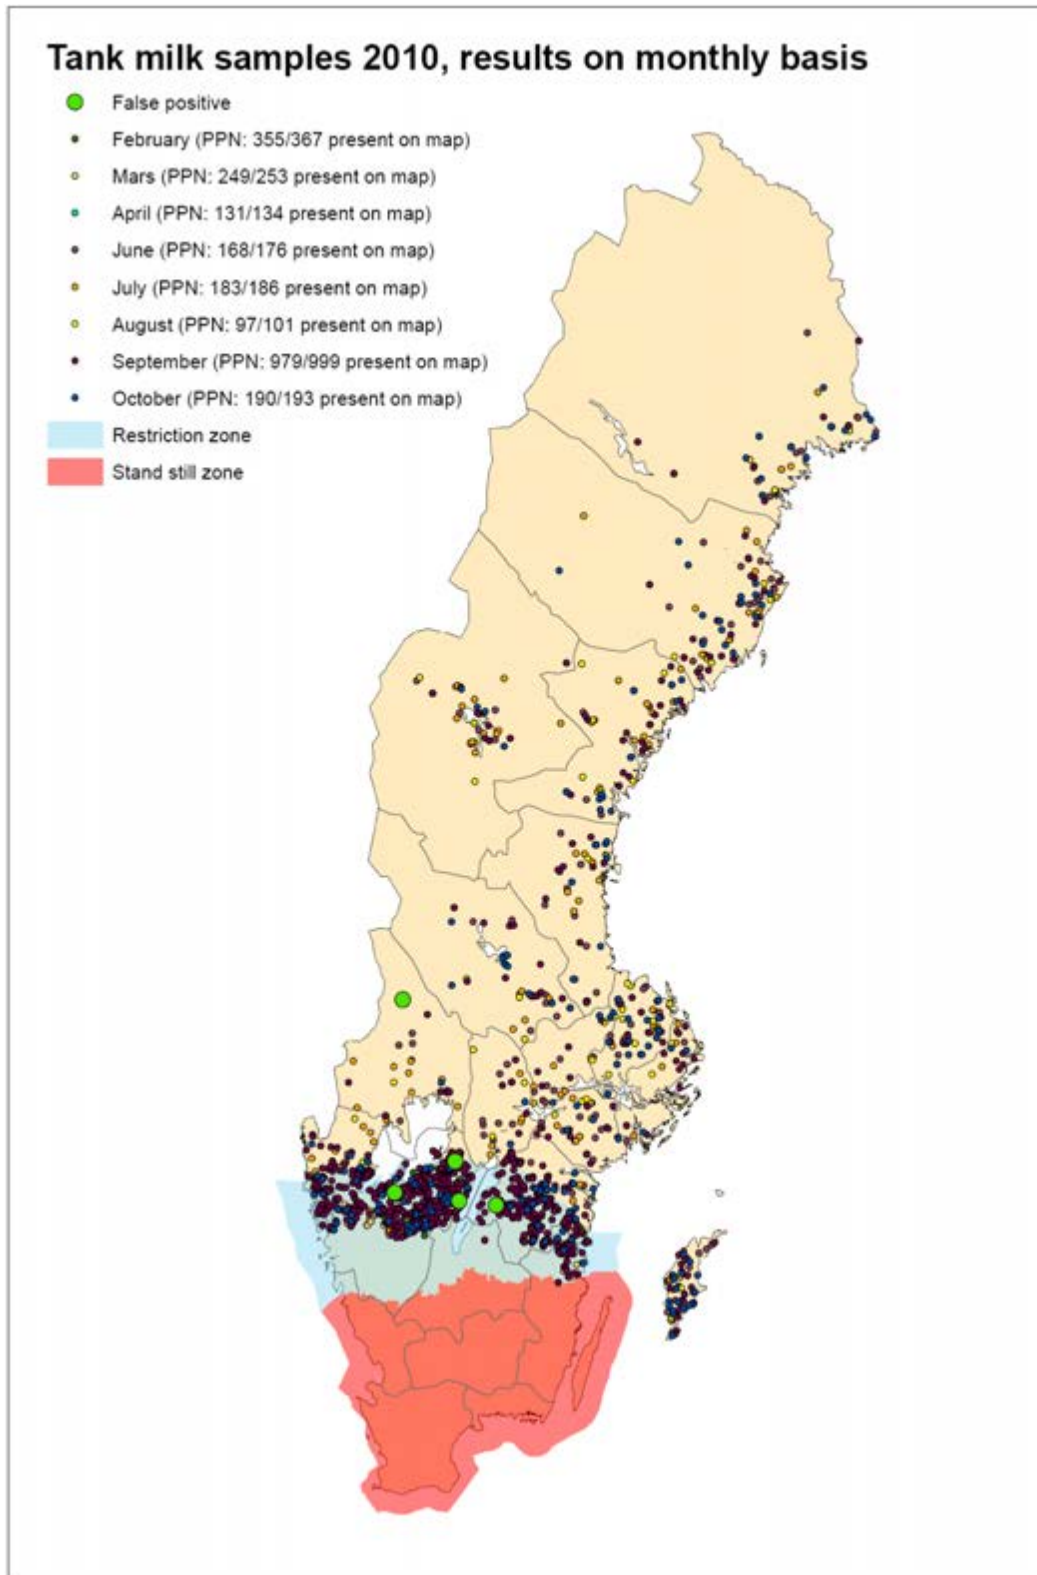 Tank milk samples 2010, results on monthly basis
False positive
February (PPN: 355/367 present on map)
Mars (PPN: 249/253 present on map)
April (PPN: 131/134 present on map)
June (PPN: 168/176 present on map)
July (PPN: 183/186 present on map)
August (PPN: 97/101 present on map)
September (PPN: 979/999 present on map)
October (PPN: 190/193 present on map)
Restriction zone
Stand still zone